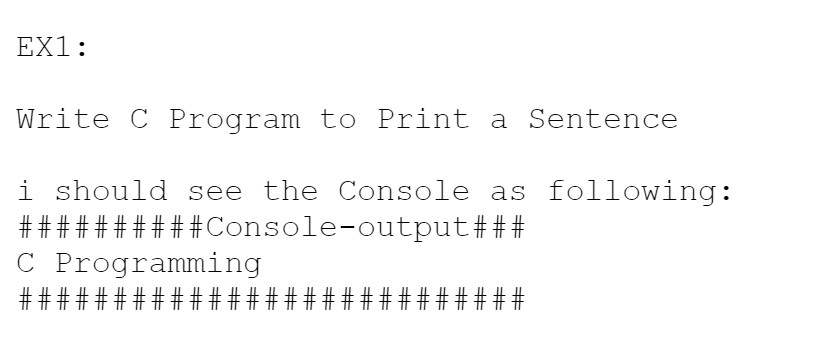 EX1:
Write C Program to Print a Sentence
i should see the Console as following:
##########Console-output###
C Programming
###########################